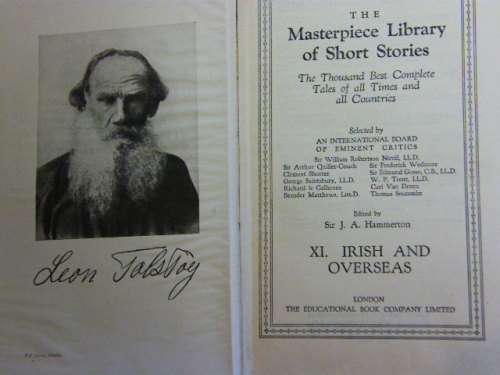 Leon Tolstoy
THE
Masterpiece Library
of Short Stories
The Thousand Best Complete
Tales of all Times and
all Countries
Selected by
AN INTERNATIONAL BOARD
OF EMINENT CRITICS
Sir William Robertson Nicoll, LL.D.
Sir Arthur Quiller-Couch Sir Frederick Wedmore
Clement Shorter Sir Edmund Gosse, C.B., LL.D.
George Saintsbury, LL.D. W. P. Trent, LL.D.
Richard le Gallienne Carl Van Doren
Brander Matthews, Litt.D. Thomas Seccombe
Edited by
Sir J. A. Hammerton
XI. IRISH AND
OVERSEAS
LONDON
THE EDUCATIONAL BOOK COMPANY LIMITED